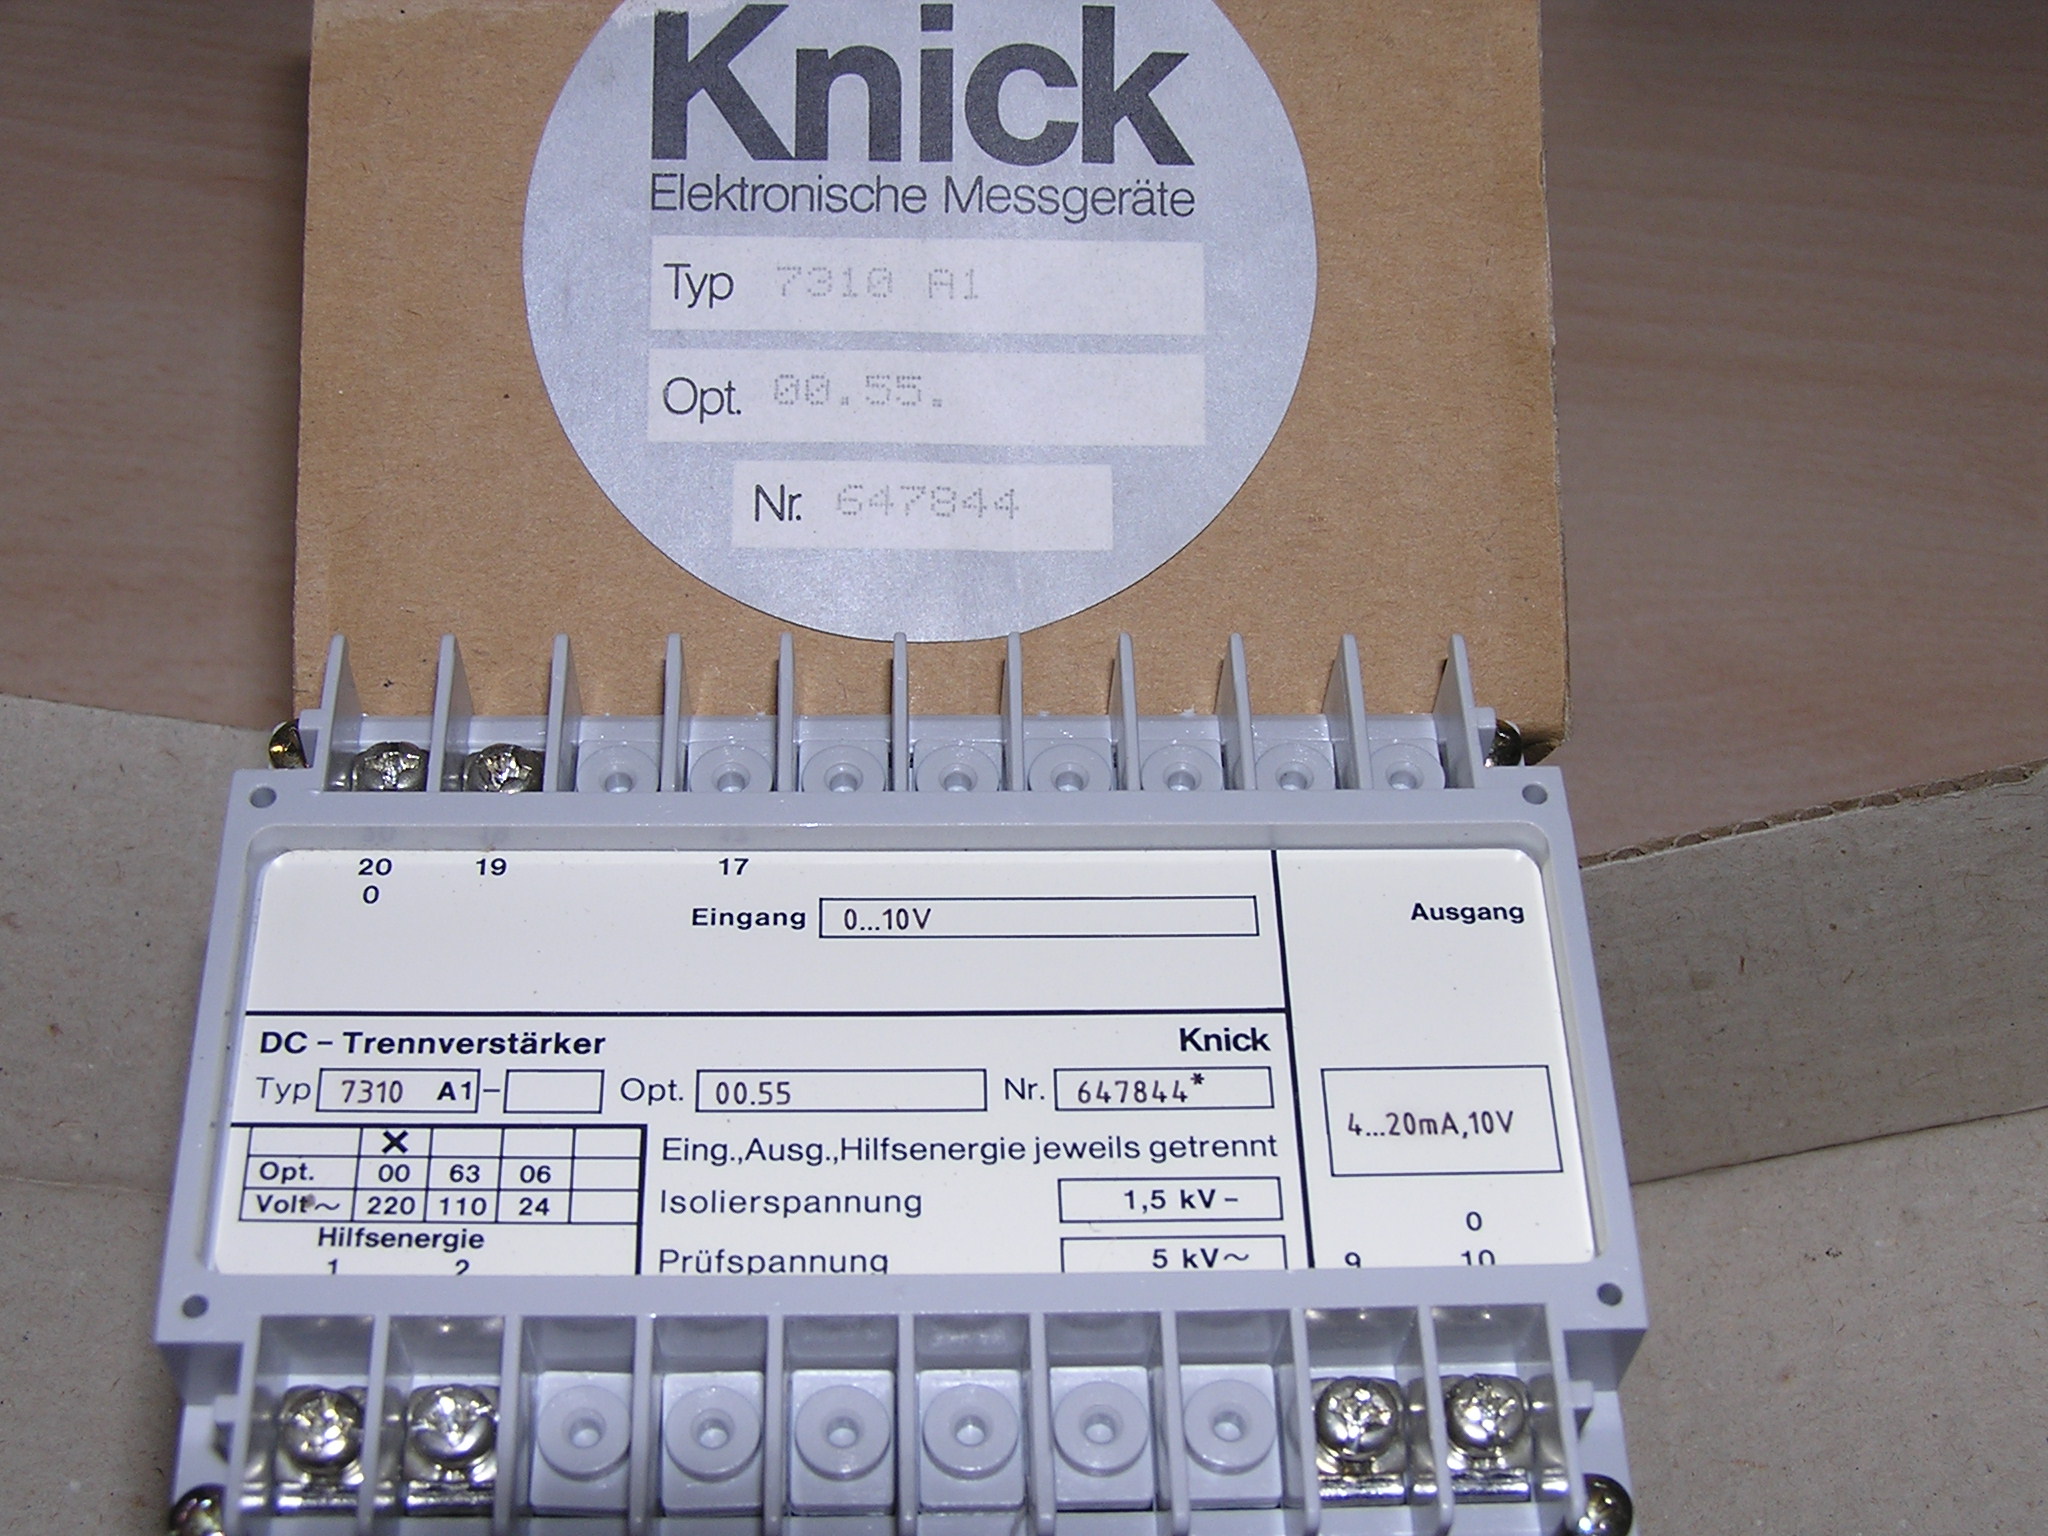 Knick
Elektronische Messgeräte
Typ 7310 A1
Opt. 00.55.
Nr. 647844
20 19 17
0
Eingang 0...10V
Ausgang
DC – Trennverstärker Knick
Typ 7310 A1 – Opt. 00.55 Nr. 647844*
4...20mA,10V
X
Opt. 00 63 06
Volt ~ 220 110 24
Hilfsenergie
1 2
Eing.,Ausg.,Hilfsenergie jeweils getrennt
Isolierspannung 1,5 kV –
Prüfspannung 5 kV ~
0
9 10